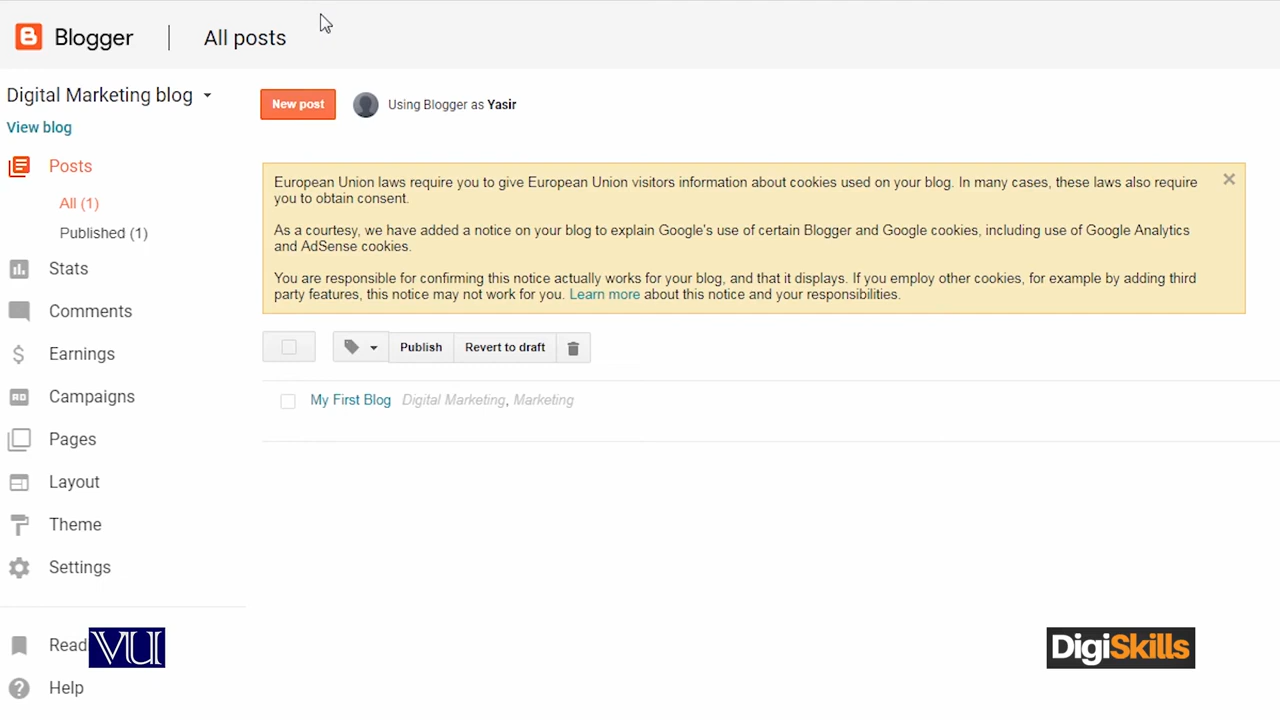 Blogger
All posts
Digital Marketing blog
View blog
New post
Using Blogger as Yasir
Posts
All (1)
Published (1)
Stats
Comments
Earnings
Campaigns
Pages
Layout
Theme
Settings
Read
Help
European Union laws require you to give European Union visitors information about cookies used on your blog. In many cases, these laws also require
you to obtain consent.
As a courtesy, we have added a notice on your blog to explain Google's use of certain Blogger and Google cookies, including use of Google Analytics
and AdSense cookies.
You are responsible for confirming this notice actually works for your blog, and that it displays. If you employ other cookies, for example by adding third
party features, this notice may not work for you. Learn more about this notice and your responsibilities.
Publish
Revert to draft
My First Blog Digital Marketing, Marketing
VU
DigiSkills